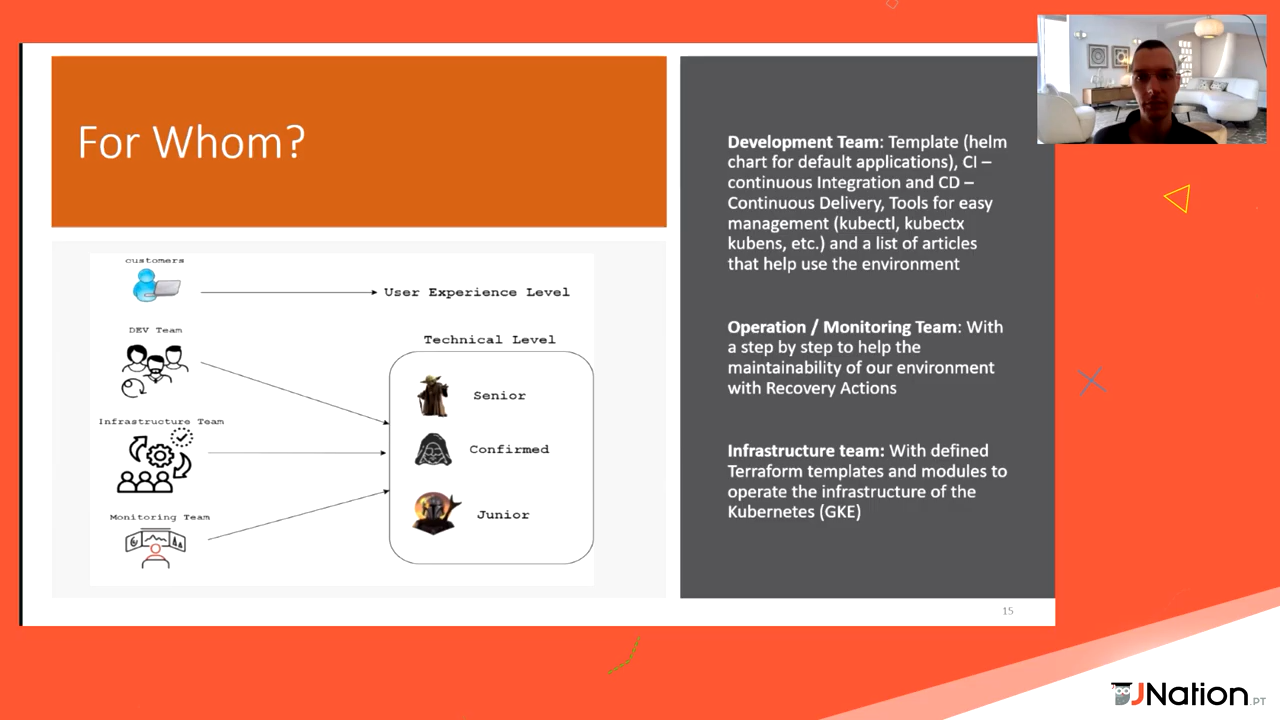 For Whom?
customers
User Experience Level
DEV Team
Technical Level
Senior
Infrastructure Team
Confirmed
Monitoring Team
Junior
Development Team: Template (helm
chart for default applications), CI –
continuous Integration and CD –
Continuous Delivery, Tools for easy
management (kubectl, kubectx
kubens, etc.) and a list of articles
that help use the environment
Operation / Monitoring Team: With
a step by step to help the
maintainability of our environment
with Recovery Actions
Infrastructure team: With defined
Terraform templates and modules to
operate the infrastructure of the
Kubernetes (GKE)
15
JNation.PT